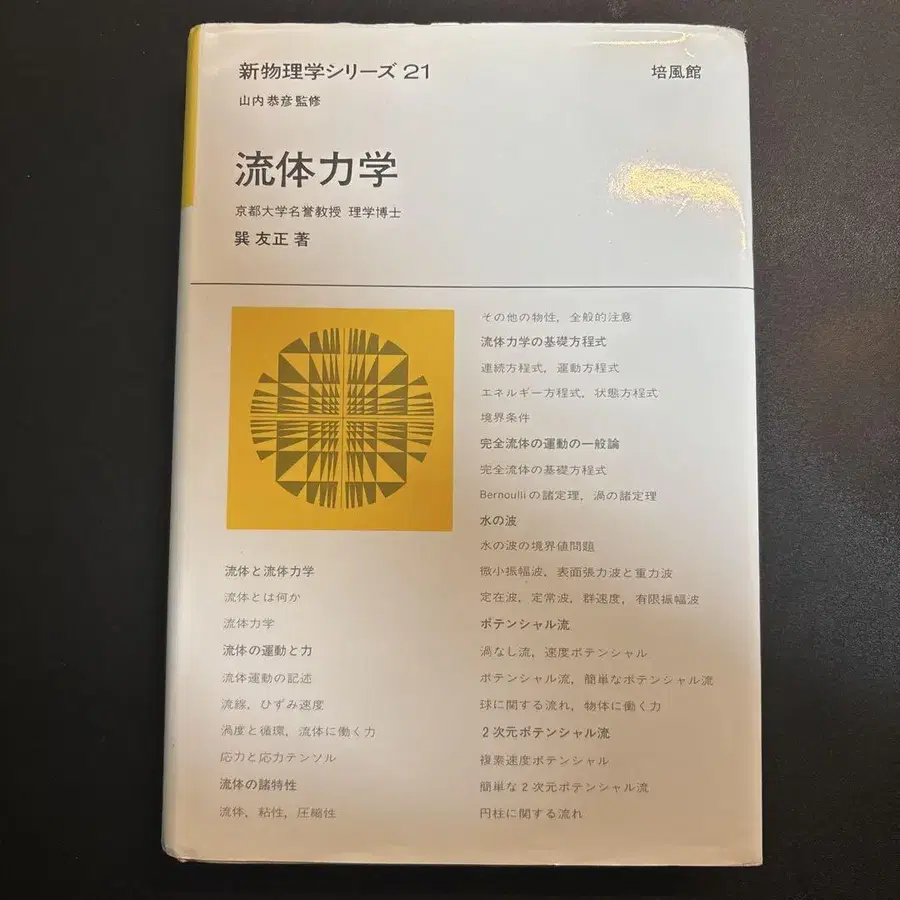 新物理学シリーズ 21
培風館
山内恭彦監修
流体力学
京都大学名誉教授 理学博士
巽 友正 著
流体と流体力学
流体とは何か
流体力学
流体の運動と力
流体運動の記述
流線, ひずみ速度
渦度と循環, 流体に働く力
応力と応力テンソル
流体の諸特性
流体, 粘性, 圧縮性
その他の物性, 全般的注意
流体力学の基礎方程式
連続方程式, 運動方程式
エネルギー方程式, 状態方程式
境界条件
完全流体の運動の一般論
完全流体の基礎方程式
Bernoulli の諸定理, 渦の諸定理
水の波
水の波の境界値問題
微小振幅波, 表面張力波と重力波
定在波, 定常波, 群速度, 有限振幅波
ポテンシャル流
渦なし流, 速度ポテンシャル
ポテンシャル流, 簡単なポテンシャル流
球に関する流れ, 物体に働く力
2次元ポテンシャル流
複素速度ポテンシャル
簡単な2次元ポテンシャル流
円柱に関する流れ